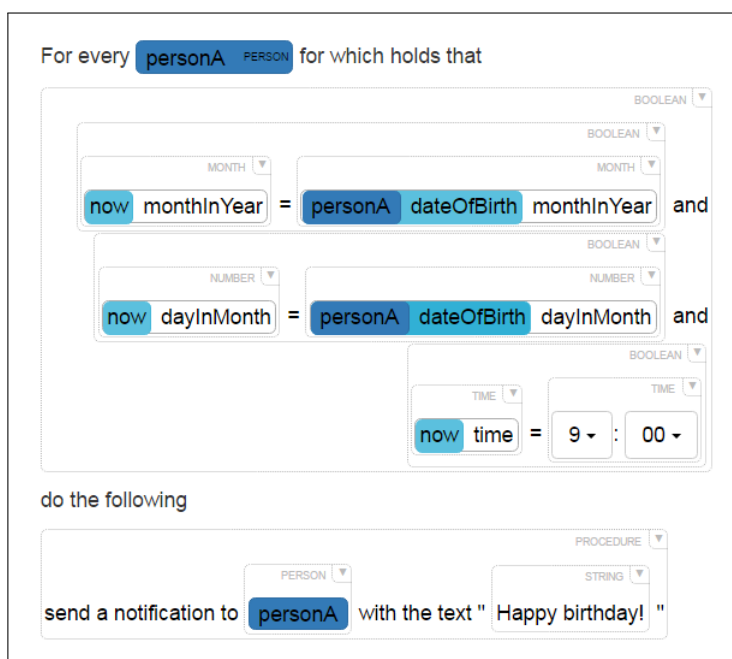 For every personA PERSON for which holds that
BOOLEAN
BOOLEAN
MONTH MONTH
now monthInYear = personA dateOfBirth monthInYear and
BOOLEAN
NUMBER NUMBER
now dayInMonth = personA dateOfBirth dayInMonth and
BOOLEAN
TIME TIME
now time = 9 : 00
do the following
PROCEDURE
PERSON STRING
send a notification to personA with the text " Happy birthday! "